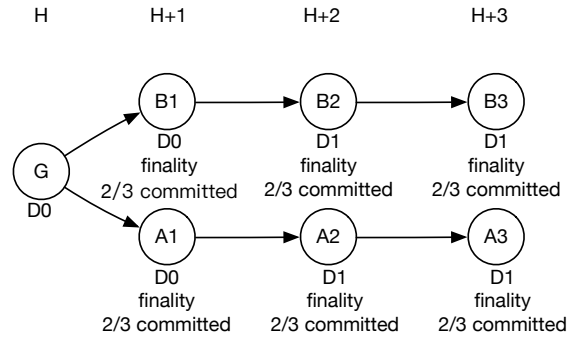 H H+1 H+2 H+3
B1 B2 B3
D0 D1 D1
finality finality finality
2/3 committed 2/3 committed 2/3 committed
G
D0
A1 A2 A3
D0 D1 D1
finality finality finality
2/3 committed 2/3 committed 2/3 committed